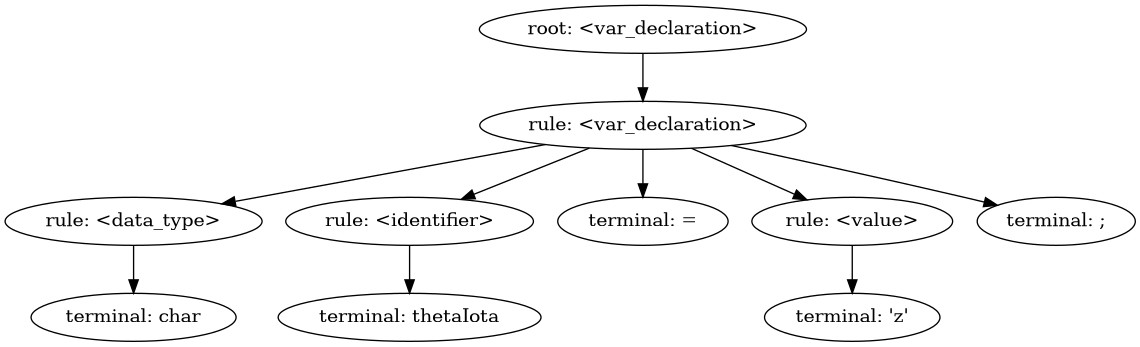 root: <var_declaration>
rule: <var_declaration>
rule: <data_type>
rule: <identifier>
terminal: =
rule: <value>
terminal: ;
terminal: char
terminal: thetaIota
terminal: 'z'